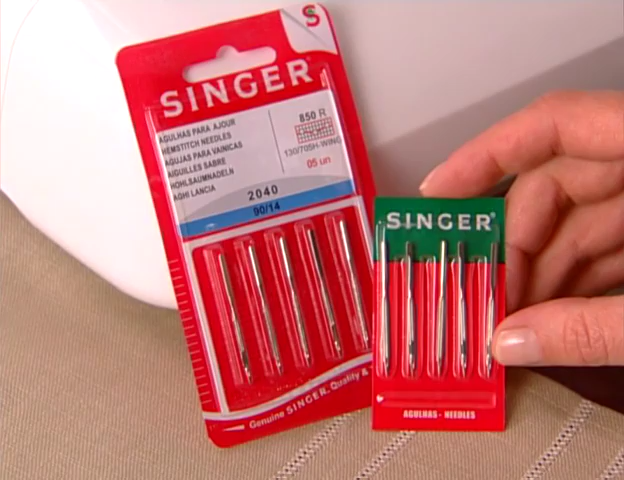 S
SINGER
AGULHAS PARA AJOUR
HEMSTITCH NEEDLES
AGUJAS PARA VAINICAS
AIGUILLES SABRE
HOHLSAUMNADELN
AGHI LANCIA
850 R
130/705H-WING
05 un
2040
90/14
Genuine SINGER. Quality &
SINGER
AGULHAS - NEEDLES